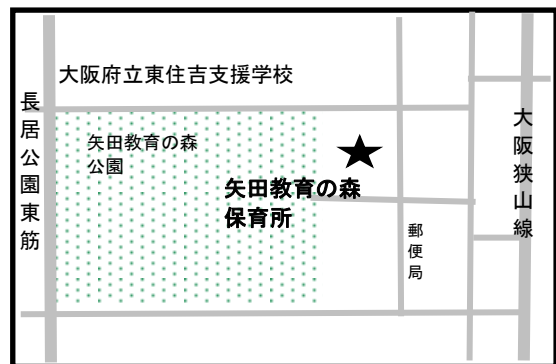 大阪府立東住吉支援学校
長居公園東筋
矢田教育の森
公園
矢田教育の森
保育所
郵便局
大阪狭山線